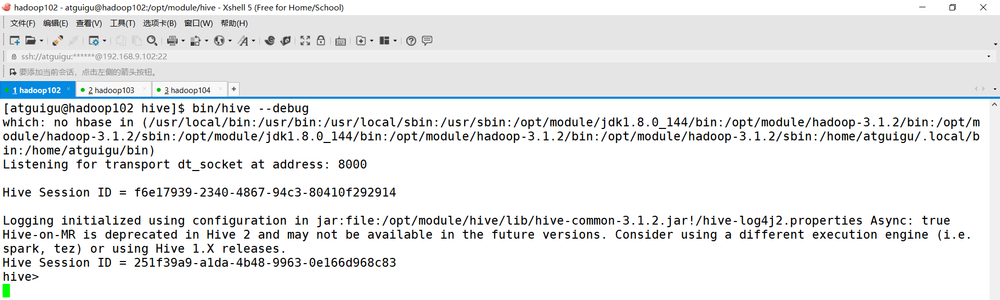 hadoop102 - atguigu@hadoop102:/opt/module/hive - Xshell 5 (Free for Home/School)
文件(F) 编辑(E) 查看(V) 工具(T) 选项卡(B) 窗口(W) 帮助(H)
ssh://atguigu:******@192.168.9.102:22
要添加当前会话，点击左侧的箭头按钮。
1 hadoop102 × 2 hadoop103 × 3 hadoop104 × +
[atguigu@hadoop102 hive]$ bin/hive --debug
which: no hbase in (/usr/local/bin:/usr/bin:/usr/local/sbin:/usr/sbin:/opt/module/jdk1.8.0_144/bin:/opt/module/hadoop-3.1.2/bin:/opt/m
odule/hadoop-3.1.2/sbin:/opt/module/jdk1.8.0_144/bin:/opt/module/hadoop-3.1.2/bin:/opt/module/hadoop-3.1.2/sbin:/home/atguigu/.local/b
in:/home/atguigu/bin)
Listening for transport dt_socket at address: 8000
Hive Session ID = f6e17939-2340-4867-94c3-80410f292914
Logging initialized using configuration in jar:file:/opt/module/hive/lib/hive-common-3.1.2.jar!/hive-log4j2.properties Async: true
Hive-on-MR is deprecated in Hive 2 and may not be available in the future versions. Consider using a different execution engine (i.e.
spark, tez) or using Hive 1.X releases.
Hive Session ID = 251f39a9-a1da-4b48-9963-0e166d968c83
hive>